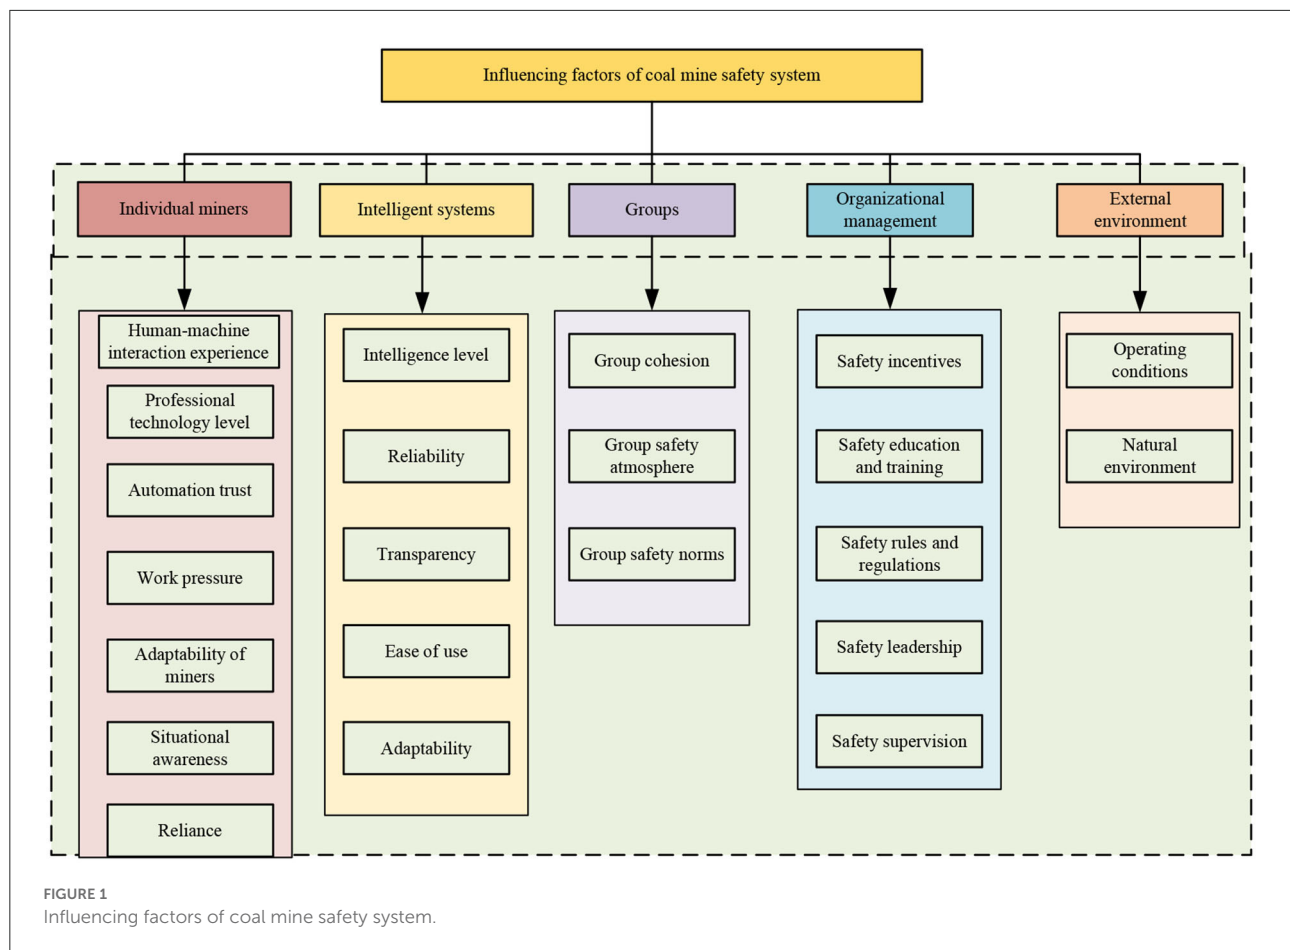 Influencing factors of coal mine safety system
Individual miners
Intelligent systems
Groups
Organizational
management
External
environment
Human-machine
interaction experience
Professional
technology level
Automation trust
Work pressure
Adaptability of
miners
Situational
awareness
Reliance
Intelligence level
Reliability
Transparency
Ease of use
Adaptability
Group cohesion
Group safety
atmosphere
Group safety norms
Safety incentives
Safety education
and training
Safety rules and
regulations
Safety leadership
Safety supervision
Operating
conditions
Natural
environment
FIGURE 1
Influencing factors of coal mine safety system.